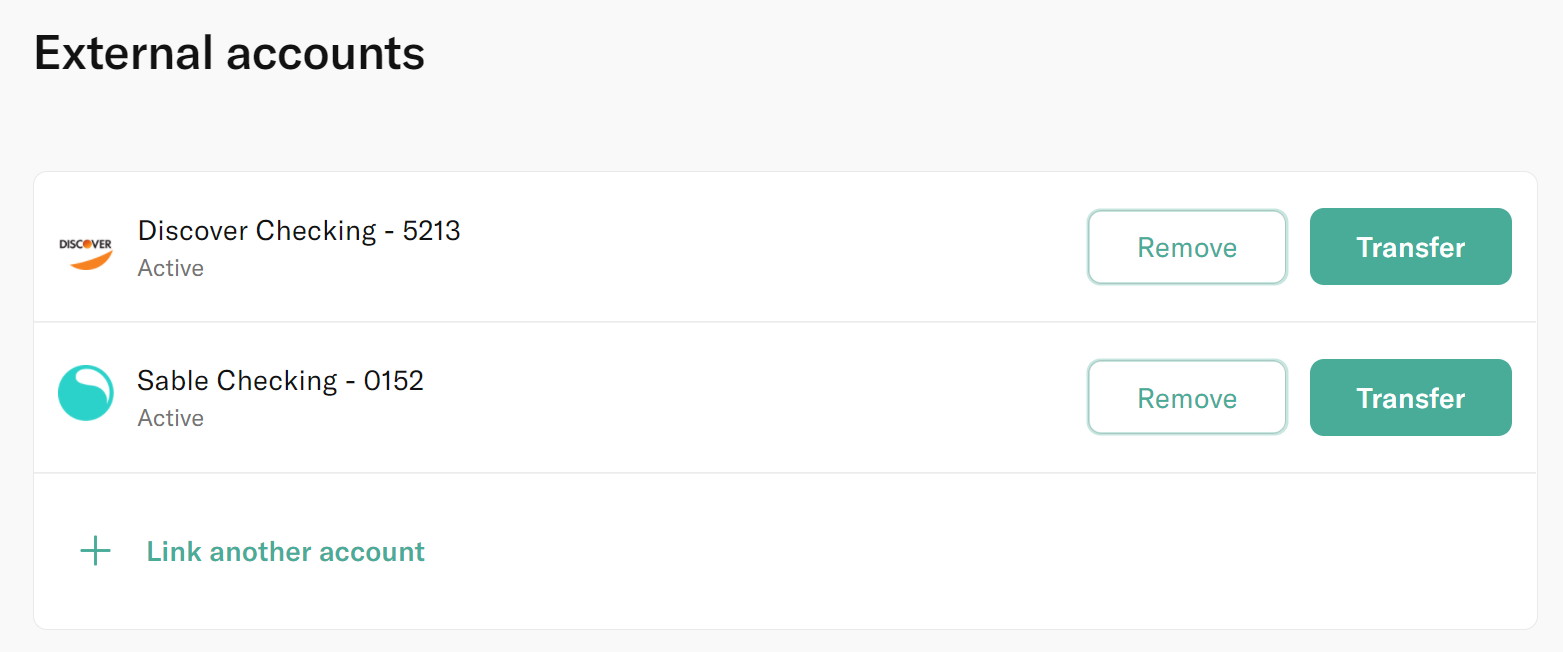 External accounts
DISCOVER
Discover Checking - 5213
Active
Remove
Transfer
Sable Checking - 0152
Active
Remove
Transfer
Link another account